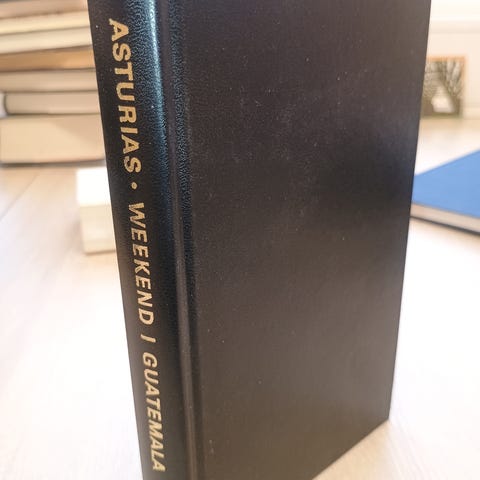 ASTURIAS • WEEKEND I GUATEMALA